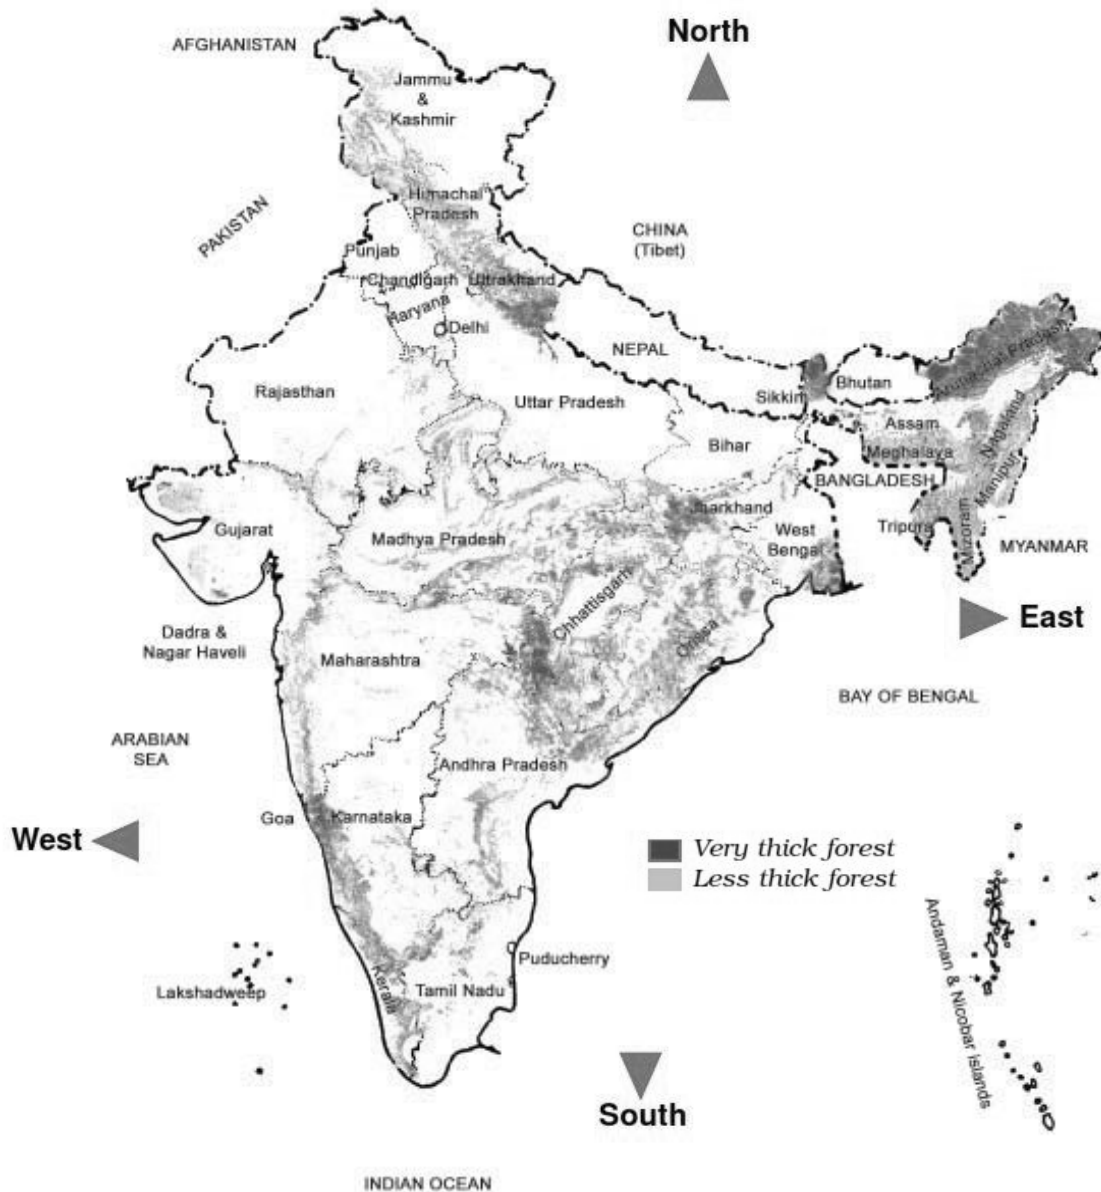 North
AFGHANISTAN
Jammu
&
Kashmir
Himachal
Pradesh
PAKISTAN
CHINA
(Tibet)
Punjab
Chandigarh
Uttrakhand
Haryana
Delhi
NEPAL
Arunachal Pradesh
Rajasthan
Uttar Pradesh
Sikkim
Bhutan
Assam
Nagaland
Bihar
Meghalaya
BANGLADESH
Manipur
Gujarat
Madhya Pradesh
Jharkhand
West
Bengal
Tripura
Mizoram
MYANMAR
East
Chhattisgarh
Dadra &
Nagar Haveli
Maharashtra
Orissa
BAY OF BENGAL
ARABIAN
SEA
Andhra Pradesh
Goa
Karnataka
West
Very thick forest
Less thick forest
Andaman & Nicobar islands
Puducherry
Lakshadweep
Kerala
Tamil Nadu
South
INDIAN OCEAN